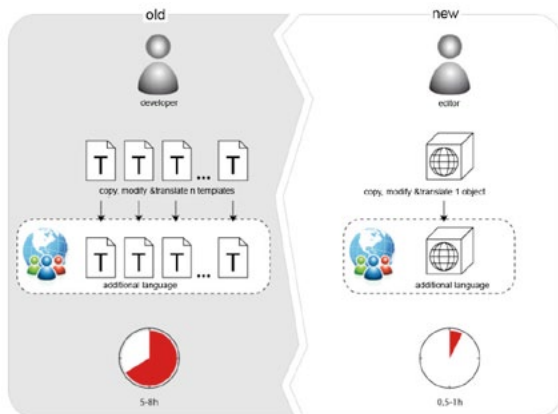 old
new
developer
editor
T T T ... T
copy, modify &translate n templates
copy, modify &translate 1 object
T T T ... T
additional language
additional language
5-8h
0,5-1h